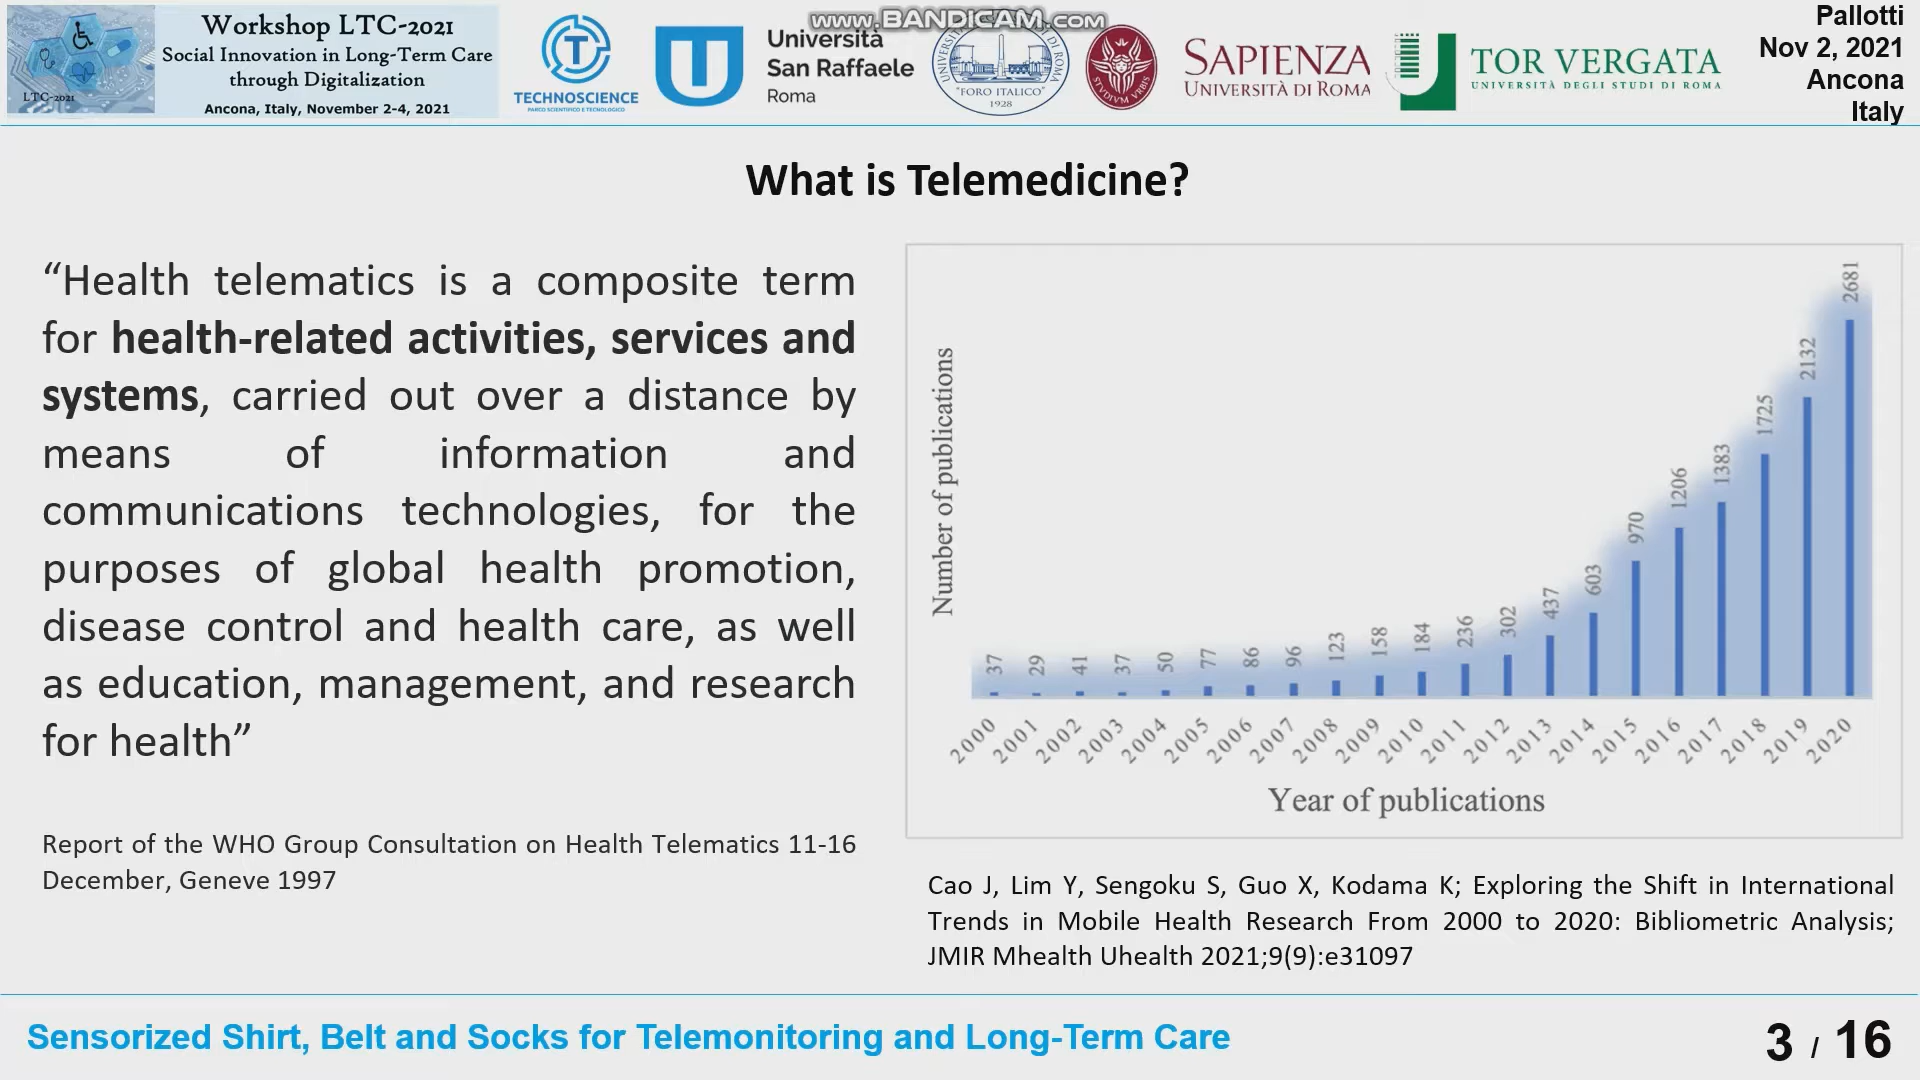 www.BANDICAM.com
Workshop LTC-2021
Social Innovation in Long-Term Care
through Digitalization
Ancona, Italy, November 2-4, 2021
LTC-2021
TECHNOSCIENCE
PARCO SCIENTIFICO E TECNOLOGICO
Università
San Raffaele
Roma
"FORO ITALICO"
1928
STUDIUM URBIS
SAPIENZA
UNIVERSITÀ DI ROMA
TOR VERGATA
UNIVERSITÀ DEGLI STUDI DI ROMA
Pallotti
Nov 2, 2021
Ancona
Italy
What is Telemedicine?
“Health telematics is a composite term
for health-related activities, services and
systems, carried out over a distance by
means of information and
communications technologies, for the
purposes of global health promotion,
disease control and health care, as well
as education, management, and research
for health”
Report of the WHO Group Consultation on Health Telematics 11-16
December, Geneve 1997
Number of publications
37 29 41 37 50 77 86 96 123 158 184 236 302 437 603 970 1206 1383 1725 2132 2681
2000 2001 2002 2003 2004 2005 2006 2007 2008 2009 2010 2011 2012 2013 2014 2015 2016 2017 2018 2019 2020
Year of publications
Cao J, Lim Y, Sengoku S, Guo X, Kodama K; Exploring the Shift in International
Trends in Mobile Health Research From 2000 to 2020: Bibliometric Analysis;
JMIR Mhealth Uhealth 2021;9(9):e31097
Sensorized Shirt, Belt and Socks for Telemonitoring and Long-Term Care
3 / 16